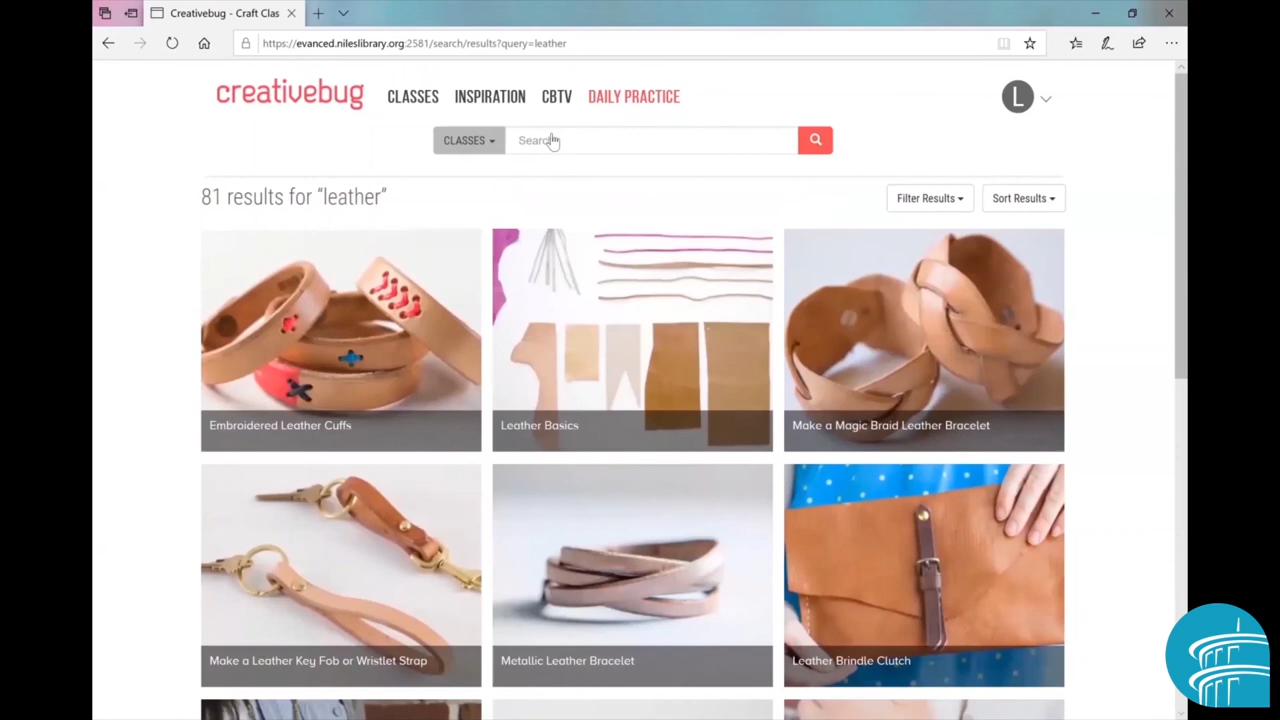 Creativebug - Craft Clas
https://evanced.nileslibrary.org:2581/search/results?query=leather
creativebug
CLASSES
INSPIRATION
CBTV
DAILY PRACTICE
L
CLASSES
Search
81 results for “leather”
Filter Results
Sort Results
Embroidered Leather Cuffs
Leather Basics
Make a Magic Braid Leather Bracelet
Make a Leather Key Fob or Wristlet Strap
Metallic Leather Bracelet
Leather Brindle Clutch